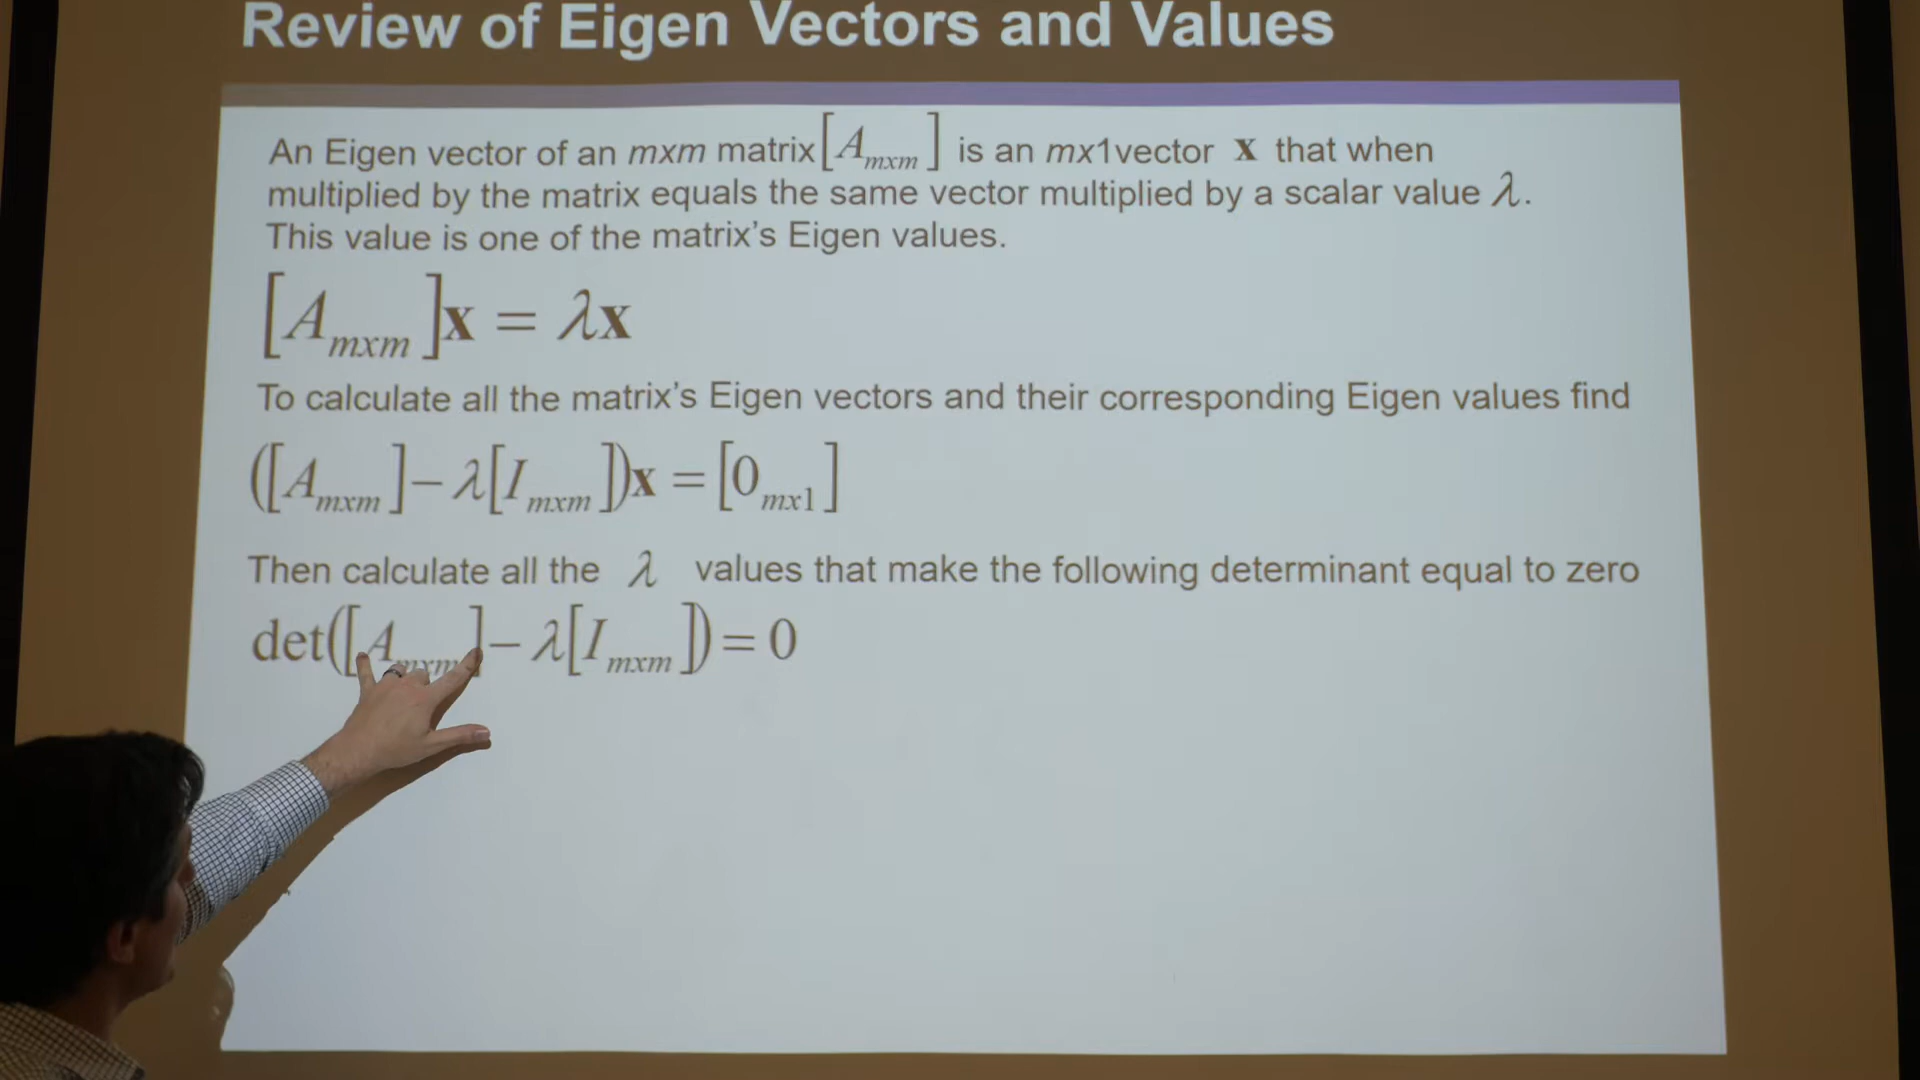 Review of Eigen Vectors and Values
An Eigen vector of an mxm matrix [A_mxm] is an mx1vector x that when
multiplied by the matrix equals the same vector multiplied by a scalar value λ.
This value is one of the matrix’s Eigen values.
[A_mxm]x = λx
To calculate all the matrix’s Eigen vectors and their corresponding Eigen values find
([A_mxm]−λ[I_mxm])x = [0_mx1]
Then calculate all the λ values that make the following determinant equal to zero
det([A_mxm]−λ[I_mxm]) = 0